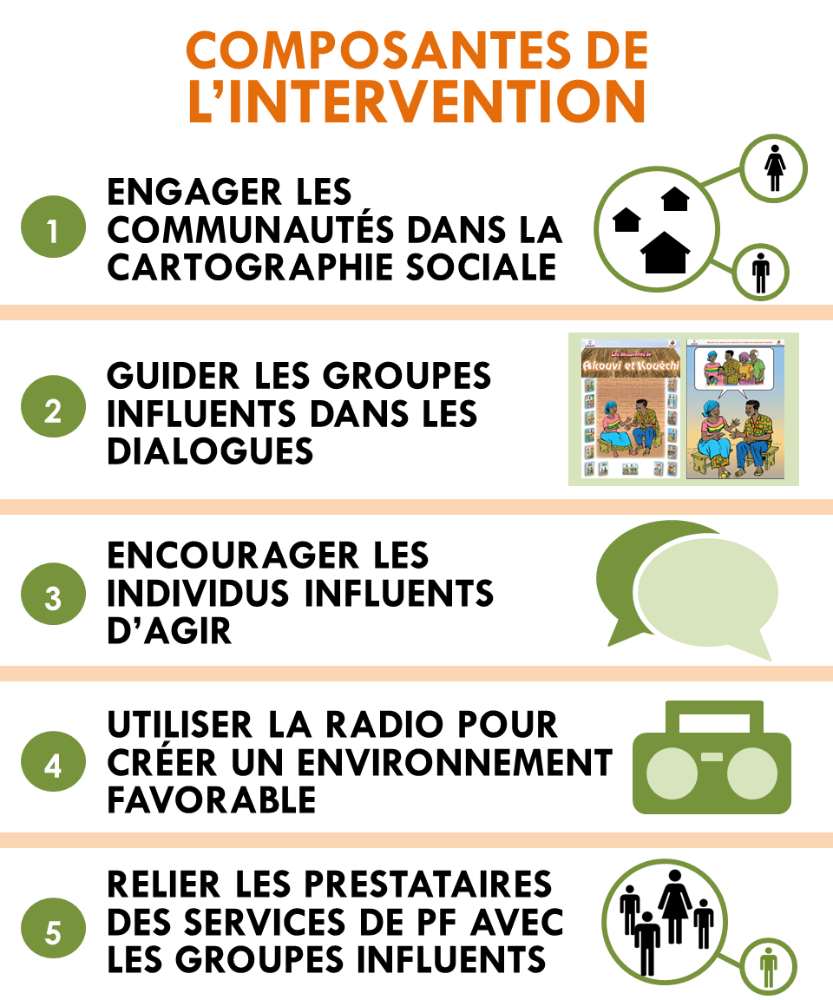 COMPOSANTES DE
L'INTERVENTION
1
ENGAGER LES
COMMUNAUTÉS DANS LA
CARTOGRAPHIE SOCIALE
2
GUIDER LES GROUPES
INFLUENTS DANS LES
DIALOGUES
Les découvertes de
Akouvi et Kouechi
3
ENCOURAGER LES
INDIVIDUS INFLUENTS
D'AGIR
4
UTILISER LA RADIO POUR
CRÉER UN ENVIRONNEMENT
FAVORABLE
5
RELIER LES PRESTATAIRES
DES SERVICES DE PF AVEC
LES GROUPES INFLUENTS